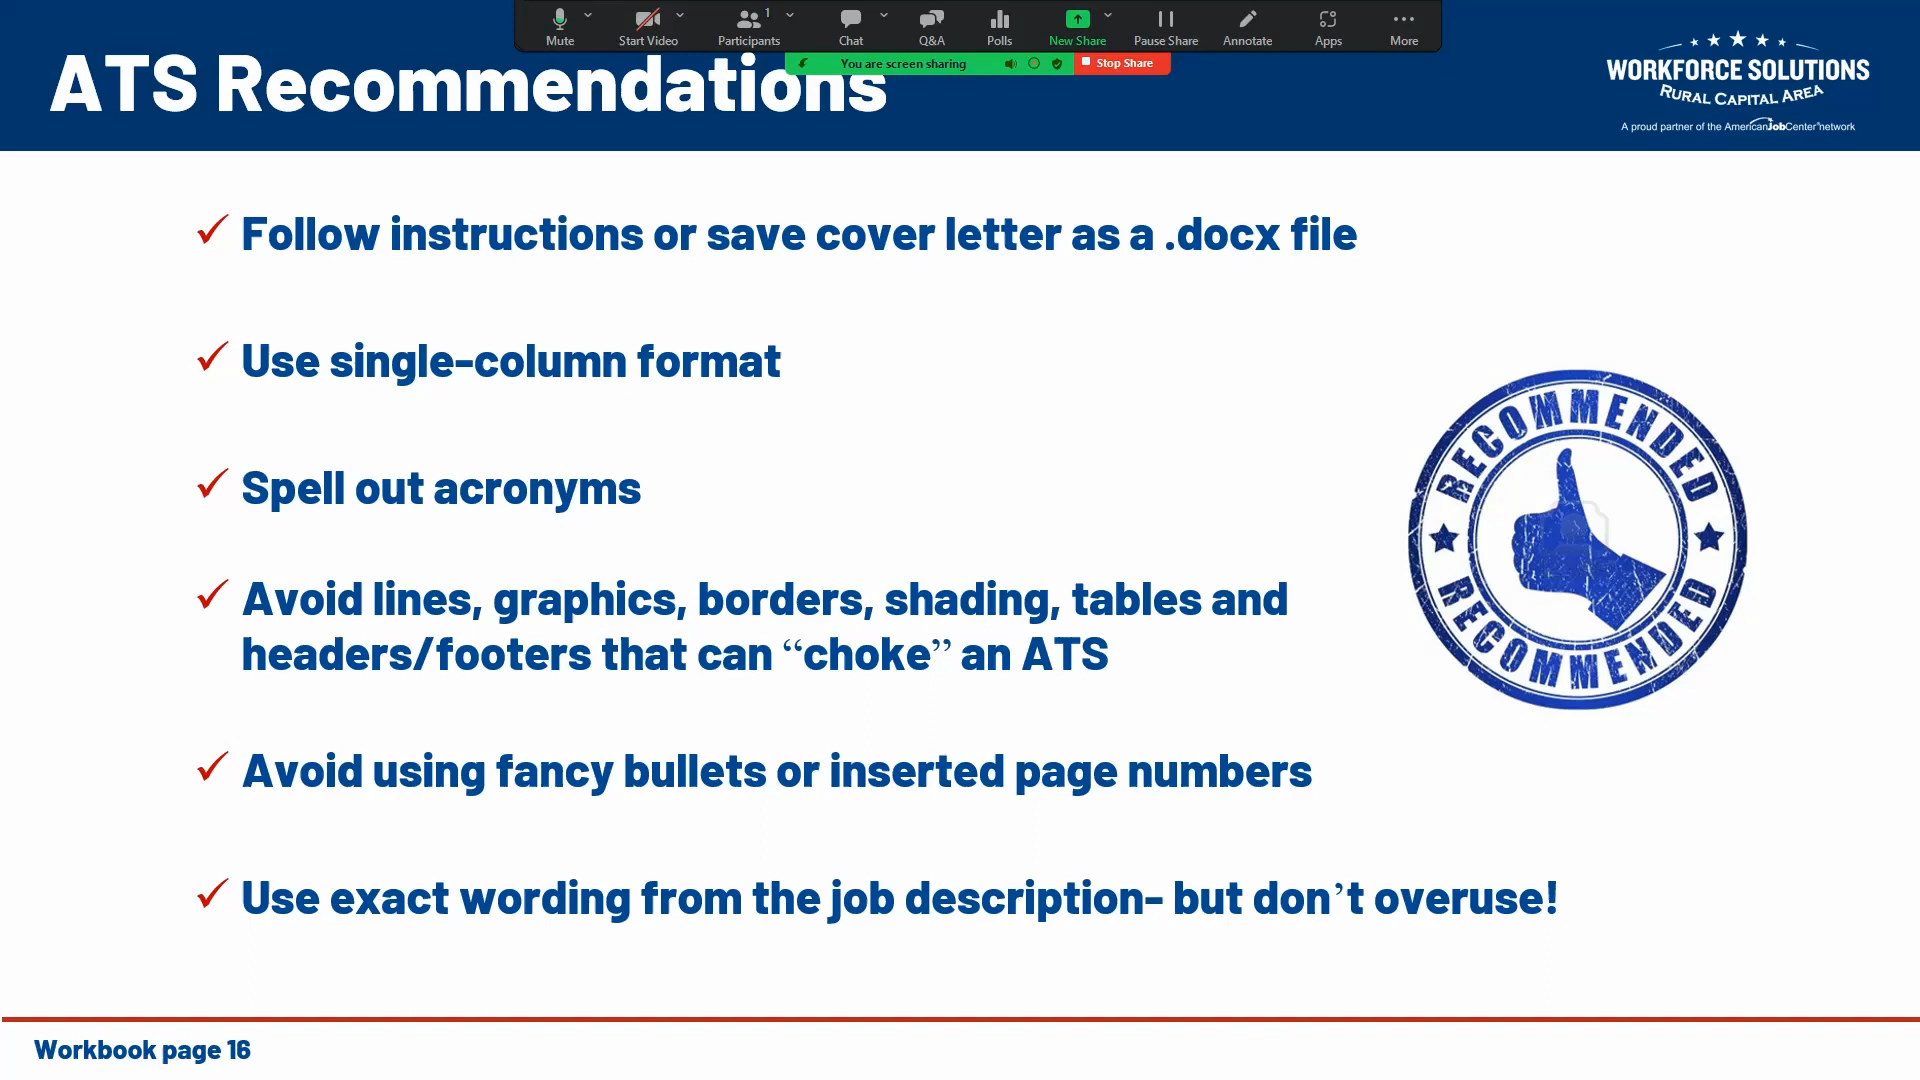 Mute
Start Video
Participants
1
Chat
Q&A
Polls
New Share
Pause Share
Annotate
Apps
More
You are screen sharing
Stop Share
ATS Recommendations
WORKFORCE SOLUTIONS
RURAL CAPITAL AREA
A proud partner of the AmericanJobCenter®network
Follow instructions or save cover letter as a .docx file
Use single-column format
Spell out acronyms
Avoid lines, graphics, borders, shading, tables and
headers/footers that can “choke” an ATS
Avoid using fancy bullets or inserted page numbers
Use exact wording from the job description- but don’t overuse!
RECOMMENDED
RECOMMENDED
Workbook page 16